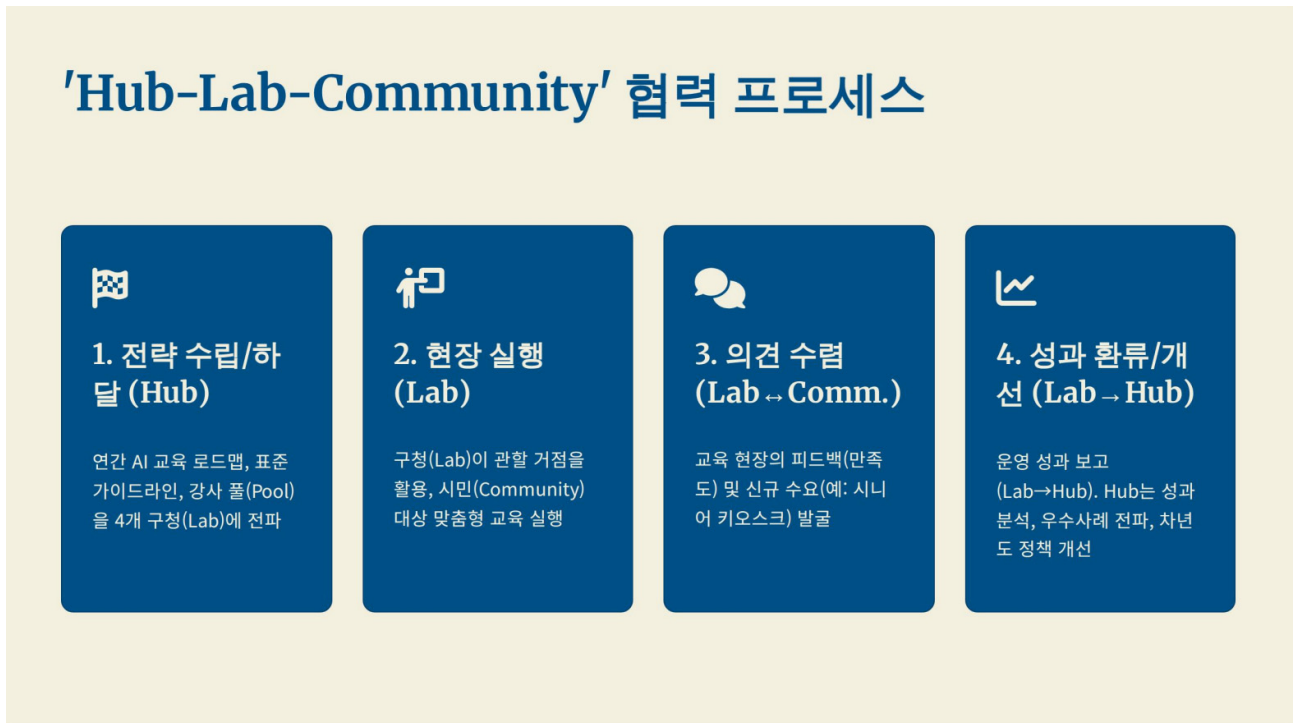 'Hub-Lab-Community' 협력 프로세스
1. 전략 수립/하
달 (Hub)
연간 AI 교육 로드맵, 표준
가이드라인, 강사 풀(Pool)
을 4개 구청(Lab)에 전파
2. 현장 실행
(Lab)
구청(Lab)이 관할 거점을
활용, 시민(Community)
대상 맞춤형 교육 실행
3. 의견 수렴
(Lab↔Comm.)
교육 현장의 피드백(만족
도) 및 신규 수요(예: 시니
어 키오스크) 발굴
4. 성과 환류/개
선 (Lab→Hub)
운영 성과 보고
(Lab→Hub). Hub는 성과
분석, 우수사례 전파, 차년
도 정책 개선